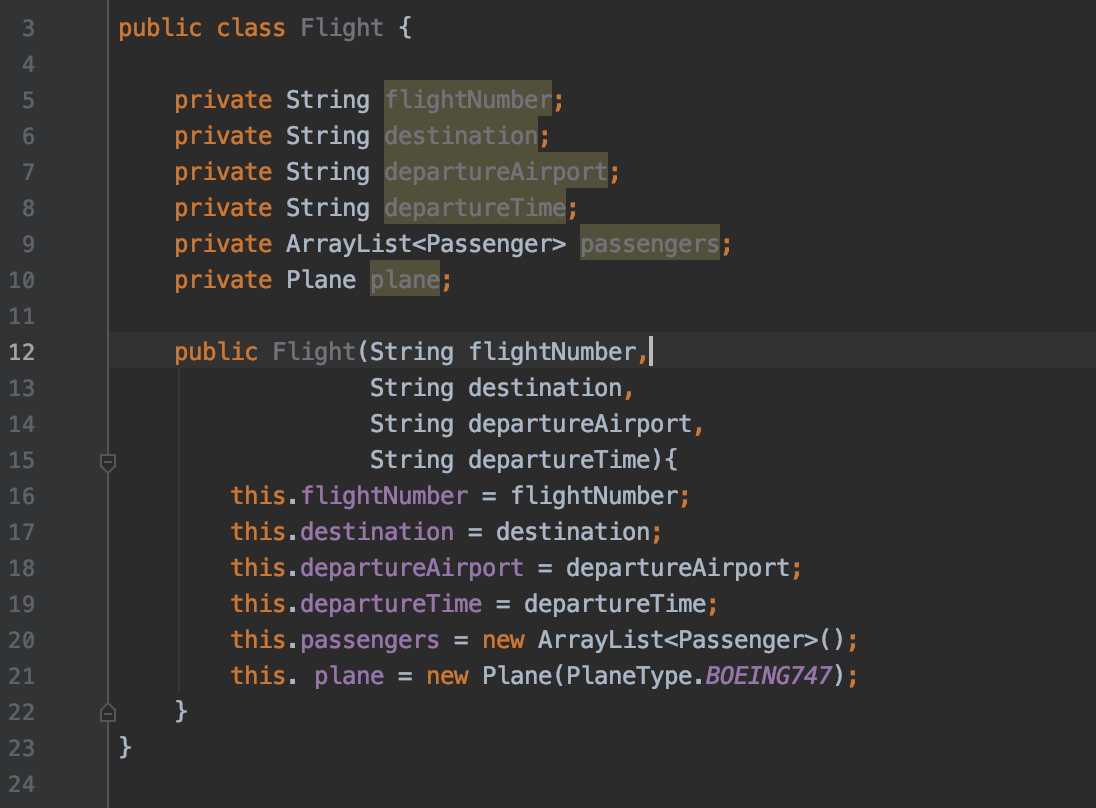 3 public class Flight {
4
5 private String flightNumber;
6 private String destination;
7 private String departureAirport;
8 private String departureTime;
9 private ArrayList<Passenger> passengers;
10 private Plane plane;
11
12 public Flight(String flightNumber,
13 String destination,
14 String departureAirport,
15 String departureTime){
16 this.flightNumber = flightNumber;
17 this.destination = destination;
18 this.departureAirport = departureAirport;
19 this.departureTime = departureTime;
20 this.passengers = new ArrayList<Passenger>();
21 this. plane = new Plane(PlaneType.BOEING747);
22 }
23 }
24